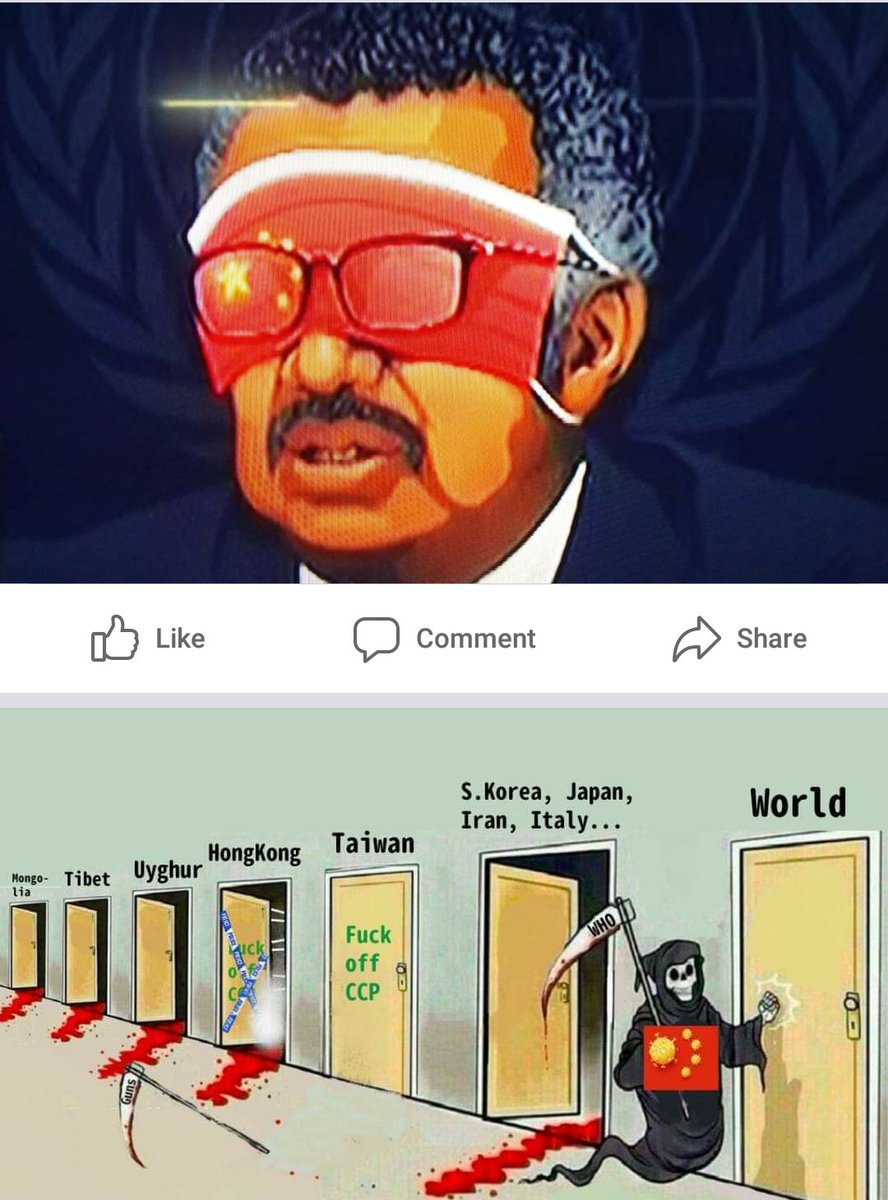 Like
Comment
Share
Mongo-
lia
Tibet
Uyghur
HongKong
Taiwan
S.Korea, Japan,
Iran, Italy...
World
Fuck
off
CCP
WHO
Guns